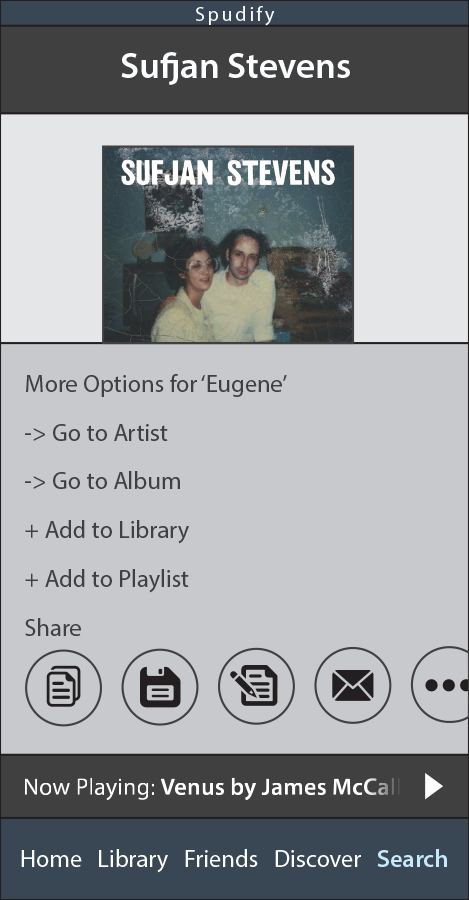 Spudify
Sufjan Stevens
SUFJAN STEVENS
More Options for ‘Eugene’
-> Go to Artist
-> Go to Album
+ Add to Library
+ Add to Playlist
Share
Now Playing: Venus by James McCall
Home Library Friends Discover Search